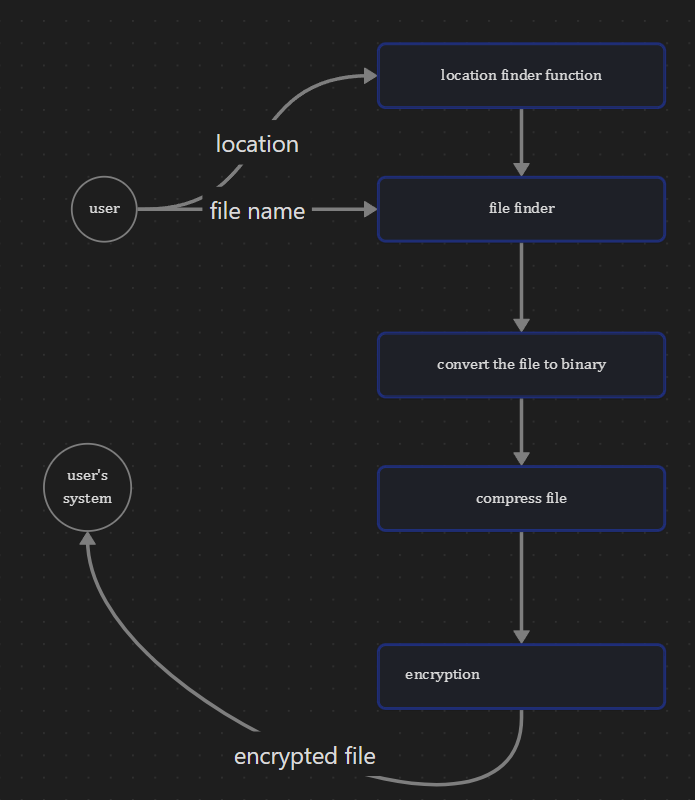 location finder function
location
user
file name
file finder
convert the file to binary
user's
system
compress file
encryption
encrypted file